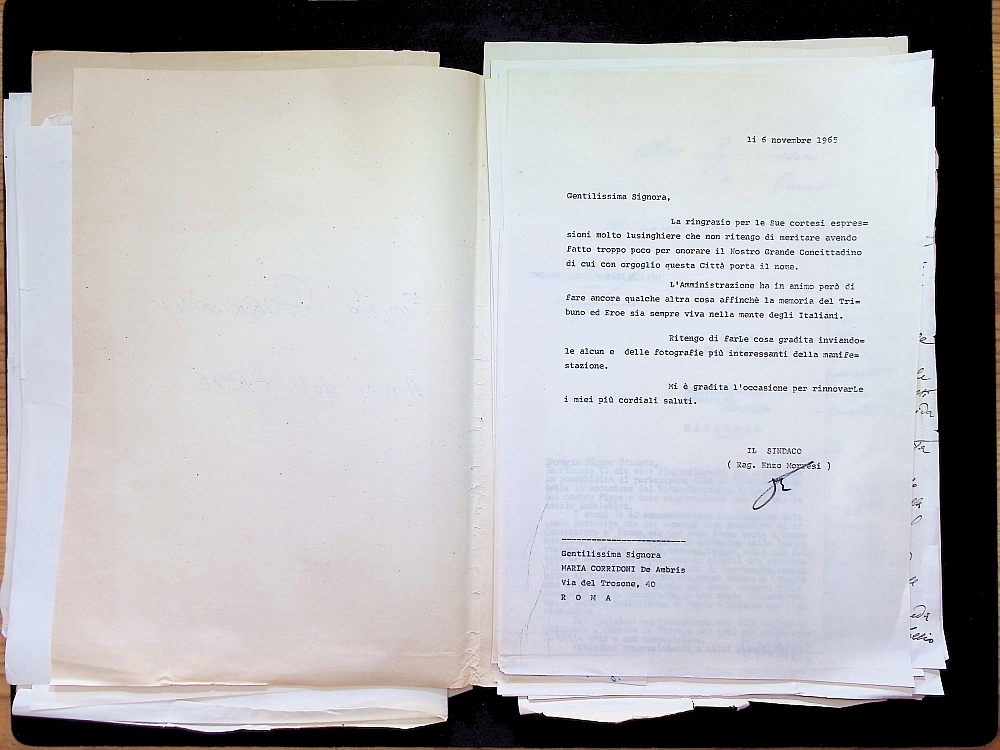 li 6 novembre 1965
Gentilissima Signora,
La ringrazio per le Sue cortesi espres=
sioni molto lusinghiere che non ritengo di meritare avendo
fatto troppo poco per onorare il Nostro Grande Concittadino
di cui con orgoglio questa Città porta il nome.
L'Amministrazione ha in animo però di
fare ancora qualche altra cosa affinchè la memoria del Tri=
buno ed Eroe sia sempre viva nella mente degli Italiani.
Ritengo di farLe cosa gradita inviando=
le alcun e delle fotografie più interessanti della manife=
stazione.
Mi è gradita l'occasione per rinnovarLe
i miei più cordiali saluti.
IL SINDACO
( Rag. Enzo Morresi )
Gentilissima Signora
MARIA CORRIDONI De Ambris
Via del Trosone, 40
R O M A